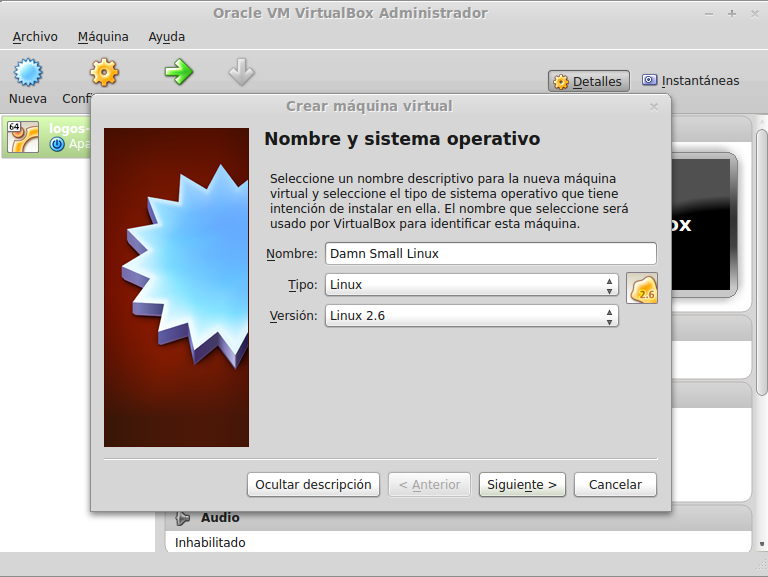 Oracle VM VirtualBox Administrador
Archivo Máquina Ayuda
Nueva
Detalles
Instantáneas
64
logos-
Crear máquina virtual
Nombre y sistema operativo
Seleccione un nombre descriptivo para la nueva máquina
virtual y seleccione el tipo de sistema operativo que tiene
intención de instalar en ella. El nombre que seleccione será
usado por VirtualBox para identificar esta máquina.
Nombre: Damn Small Linux
Tipo: Linux
2.6
Versión: Linux 2.6
Ocultar descripción < Anterior Siguiente > Cancelar
Audio
Inhabilitado